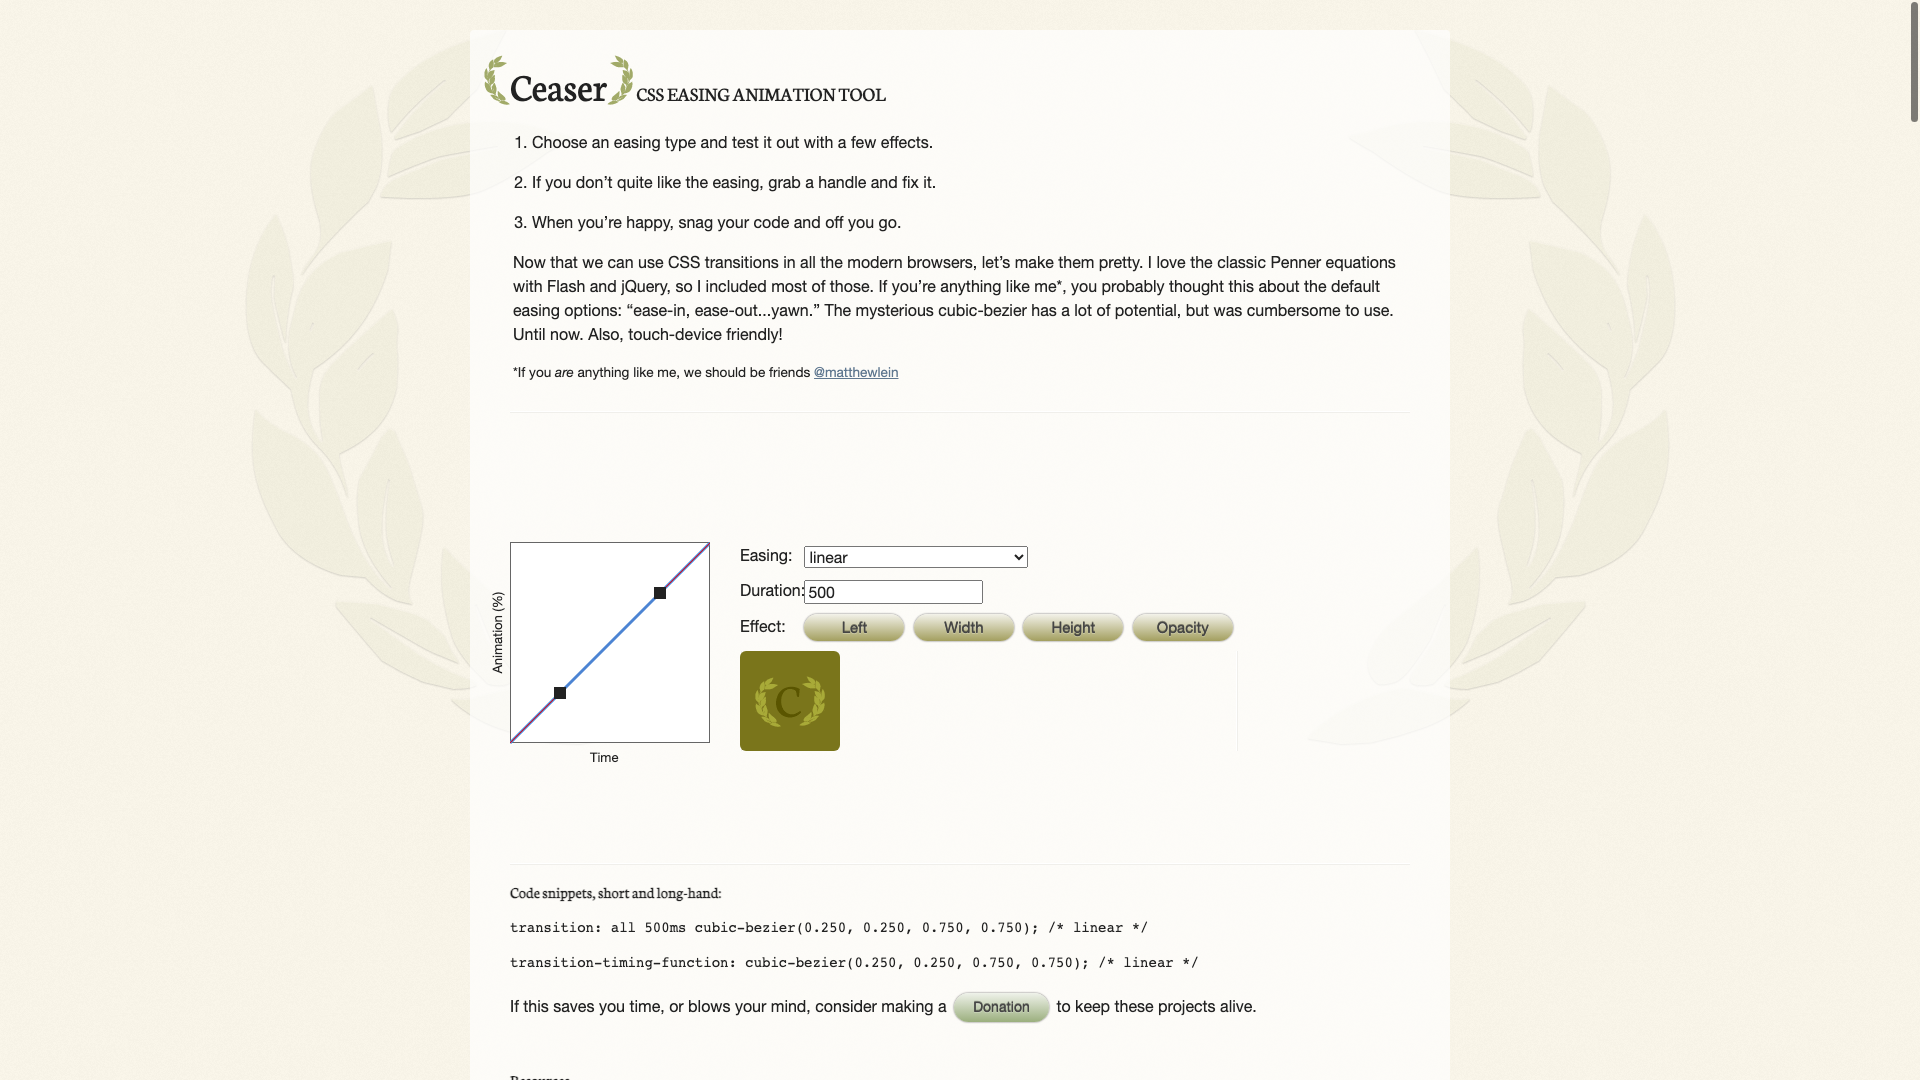 Ceaser CSS EASING ANIMATION TOOL
1. Choose an easing type and test it out with a few effects.
2. If you don’t quite like the easing, grab a handle and fix it.
3. When you’re happy, snag your code and off you go.
Now that we can use CSS transitions in all the modern browsers, let’s make them pretty. I love the classic Penner equations
with Flash and jQuery, so I included most of those. If you’re anything like me*, you probably thought this about the default
easing options: “ease-in, ease-out...yawn.” The mysterious cubic-bezier has a lot of potential, but was cumbersome to use.
Until now. Also, touch-device friendly!
*If you are anything like me, we should be friends @matthewlein
Animation (%)
Time
Easing: linear
Duration: 500
Effect: Left Width Height Opacity
C
Code snippets, short and long-hand:
transition: all 500ms cubic-bezier(0.250, 0.250, 0.750, 0.750); /* linear */
transition-timing-function: cubic-bezier(0.250, 0.250, 0.750, 0.750); /* linear */
If this saves you time, or blows your mind, consider making a Donation to keep these projects alive.